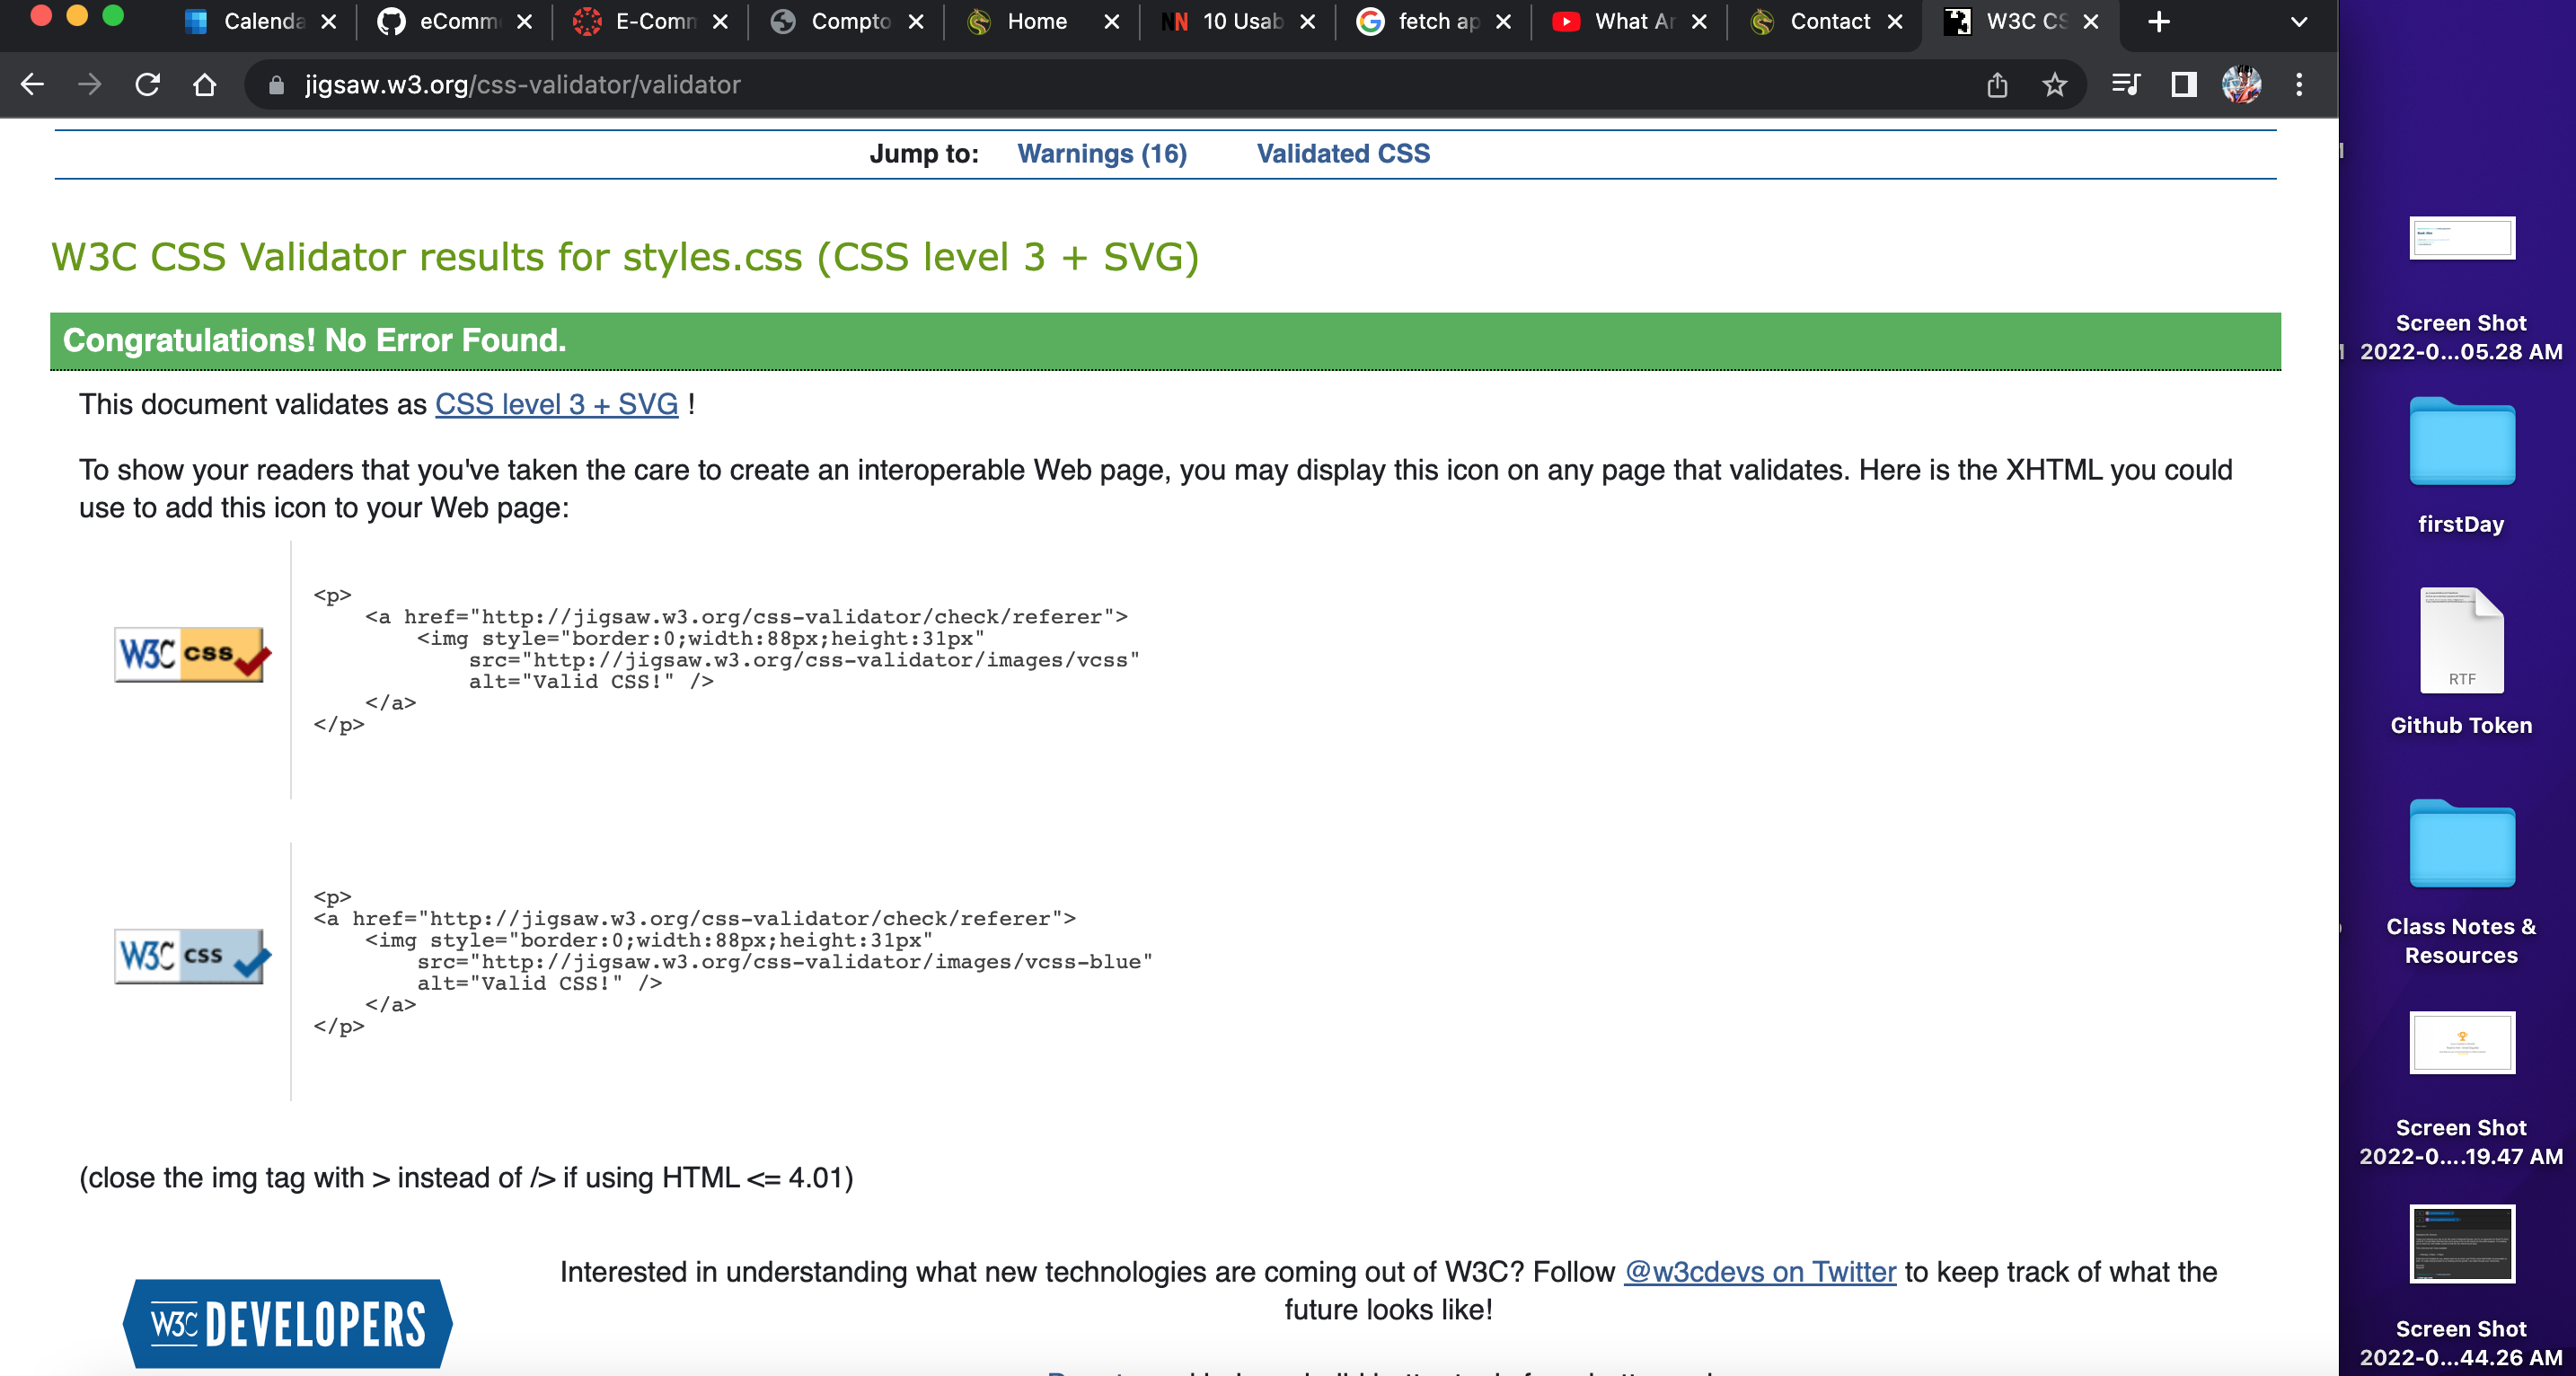 Calenda
eComm
E-Comm
Compto
Home
NN 10 Usab
fetch ap
What Ar
Contact
W3C CS
jigsaw.w3.org/css-validator/validator
Jump to: Warnings (16) Validated CSS
W3C CSS Validator results for styles.css (CSS level 3 + SVG)
Congratulations! No Error Found.
This document validates as CSS level 3 + SVG !
To show your readers that you've taken the care to create an interoperable Web page, you may display this icon on any page that validates. Here is the XHTML you could
use to add this icon to your Web page:
W3C css
<p>
<a href="http://jigsaw.w3.org/css-validator/check/referer">
<img style="border:0;width:88px;height:31px"
src="http://jigsaw.w3.org/css-validator/images/vcss"
alt="Valid CSS!" />
</a>
</p>
W3C css
<p>
<a href="http://jigsaw.w3.org/css-validator/check/referer">
<img style="border:0;width:88px;height:31px"
src="http://jigsaw.w3.org/css-validator/images/vcss-blue"
alt="Valid CSS!" />
</a>
</p>
(close the img tag with > instead of /> if using HTML <= 4.01)
W3C DEVELOPERS
Interested in understanding what new technologies are coming out of W3C? Follow @w3cdevs on Twitter to keep track of what the
future looks like!
Screen Shot
2022-0...05.28 AM
firstDay
RTF
Github Token
Class Notes &
Resources
Screen Shot
2022-0....19.47 AM
Screen Shot
2022-0...44.26 AM